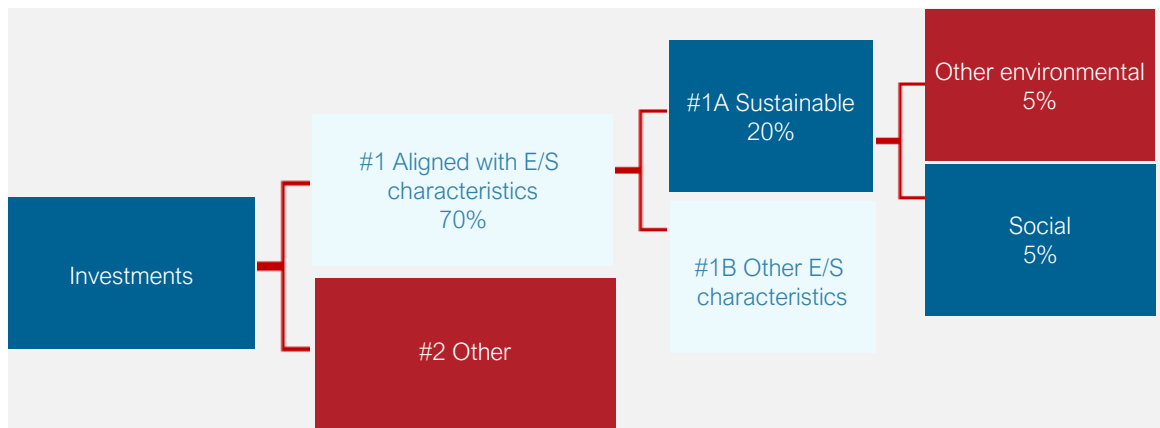 Investments
#1 Aligned with E/S
characteristics
70%
#2 Other
#1A Sustainable
20%
#1B Other E/S
characteristics
Other environmental
5%
Social
5%